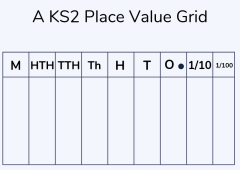 A KS2 Place Value Grid
M HTH TTH Th H T O • 1/10 1/100